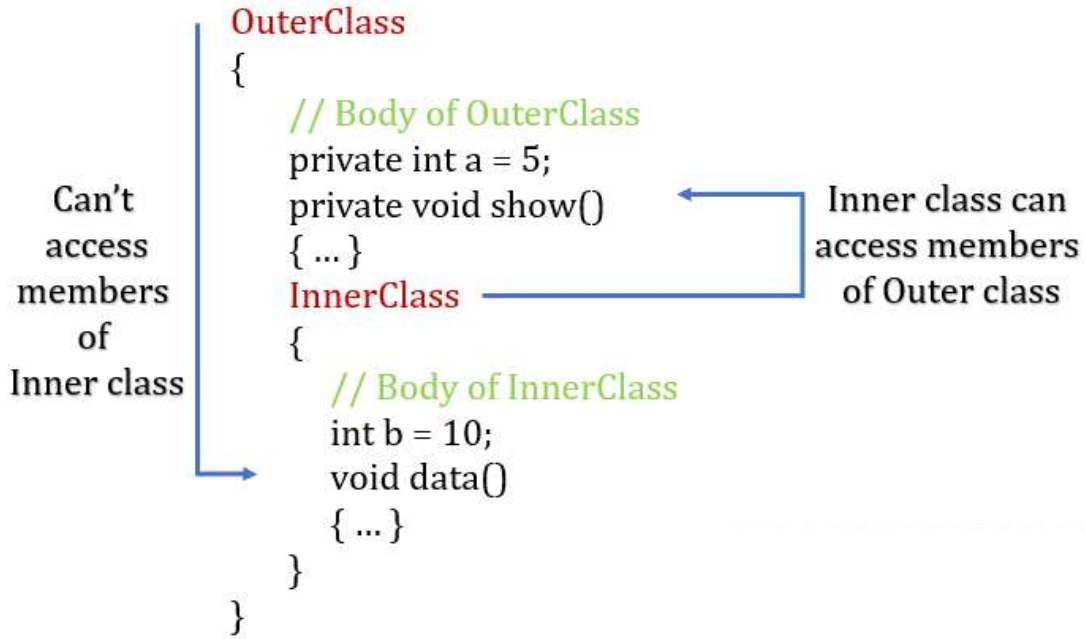 OuterClass
{
// Body of OuterClass
private int a = 5;
private void show()
{ ... }
InnerClass
{
// Body of InnerClass
int b = 10;
void data()
{ ... }
}
}
Can't
access
members
of
Inner class
Inner class can
access members
of Outer class